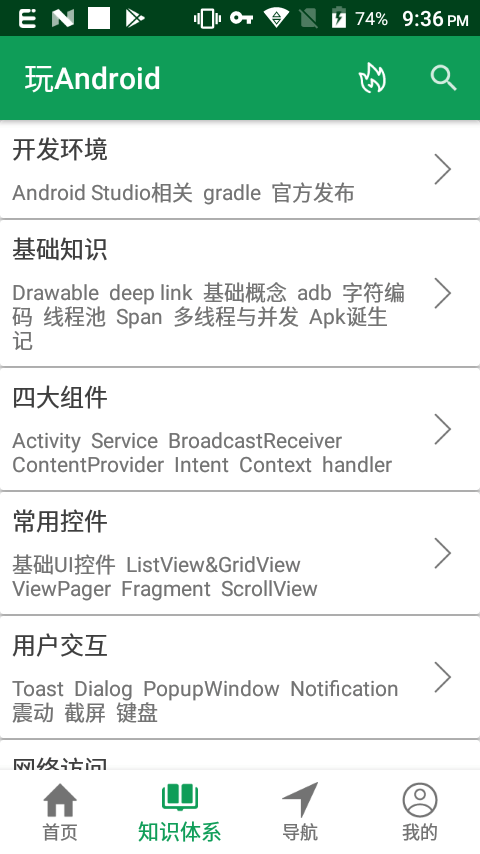 74% 9:36 PM
玩Android
开发环境
Android Studio相关 gradle 官方发布
基础知识
Drawable deep link 基础概念 adb 字符编
码 线程池 Span 多线程与并发 Apk诞生
记
四大组件
Activity Service BroadcastReceiver
ContentProvider Intent Context handler
常用控件
基础UI控件 ListView&GridView
ViewPager Fragment ScrollView
用户交互
Toast Dialog PopupWindow Notification
震动 截屏 键盘
网络访问
首页 知识体系 导航 我的